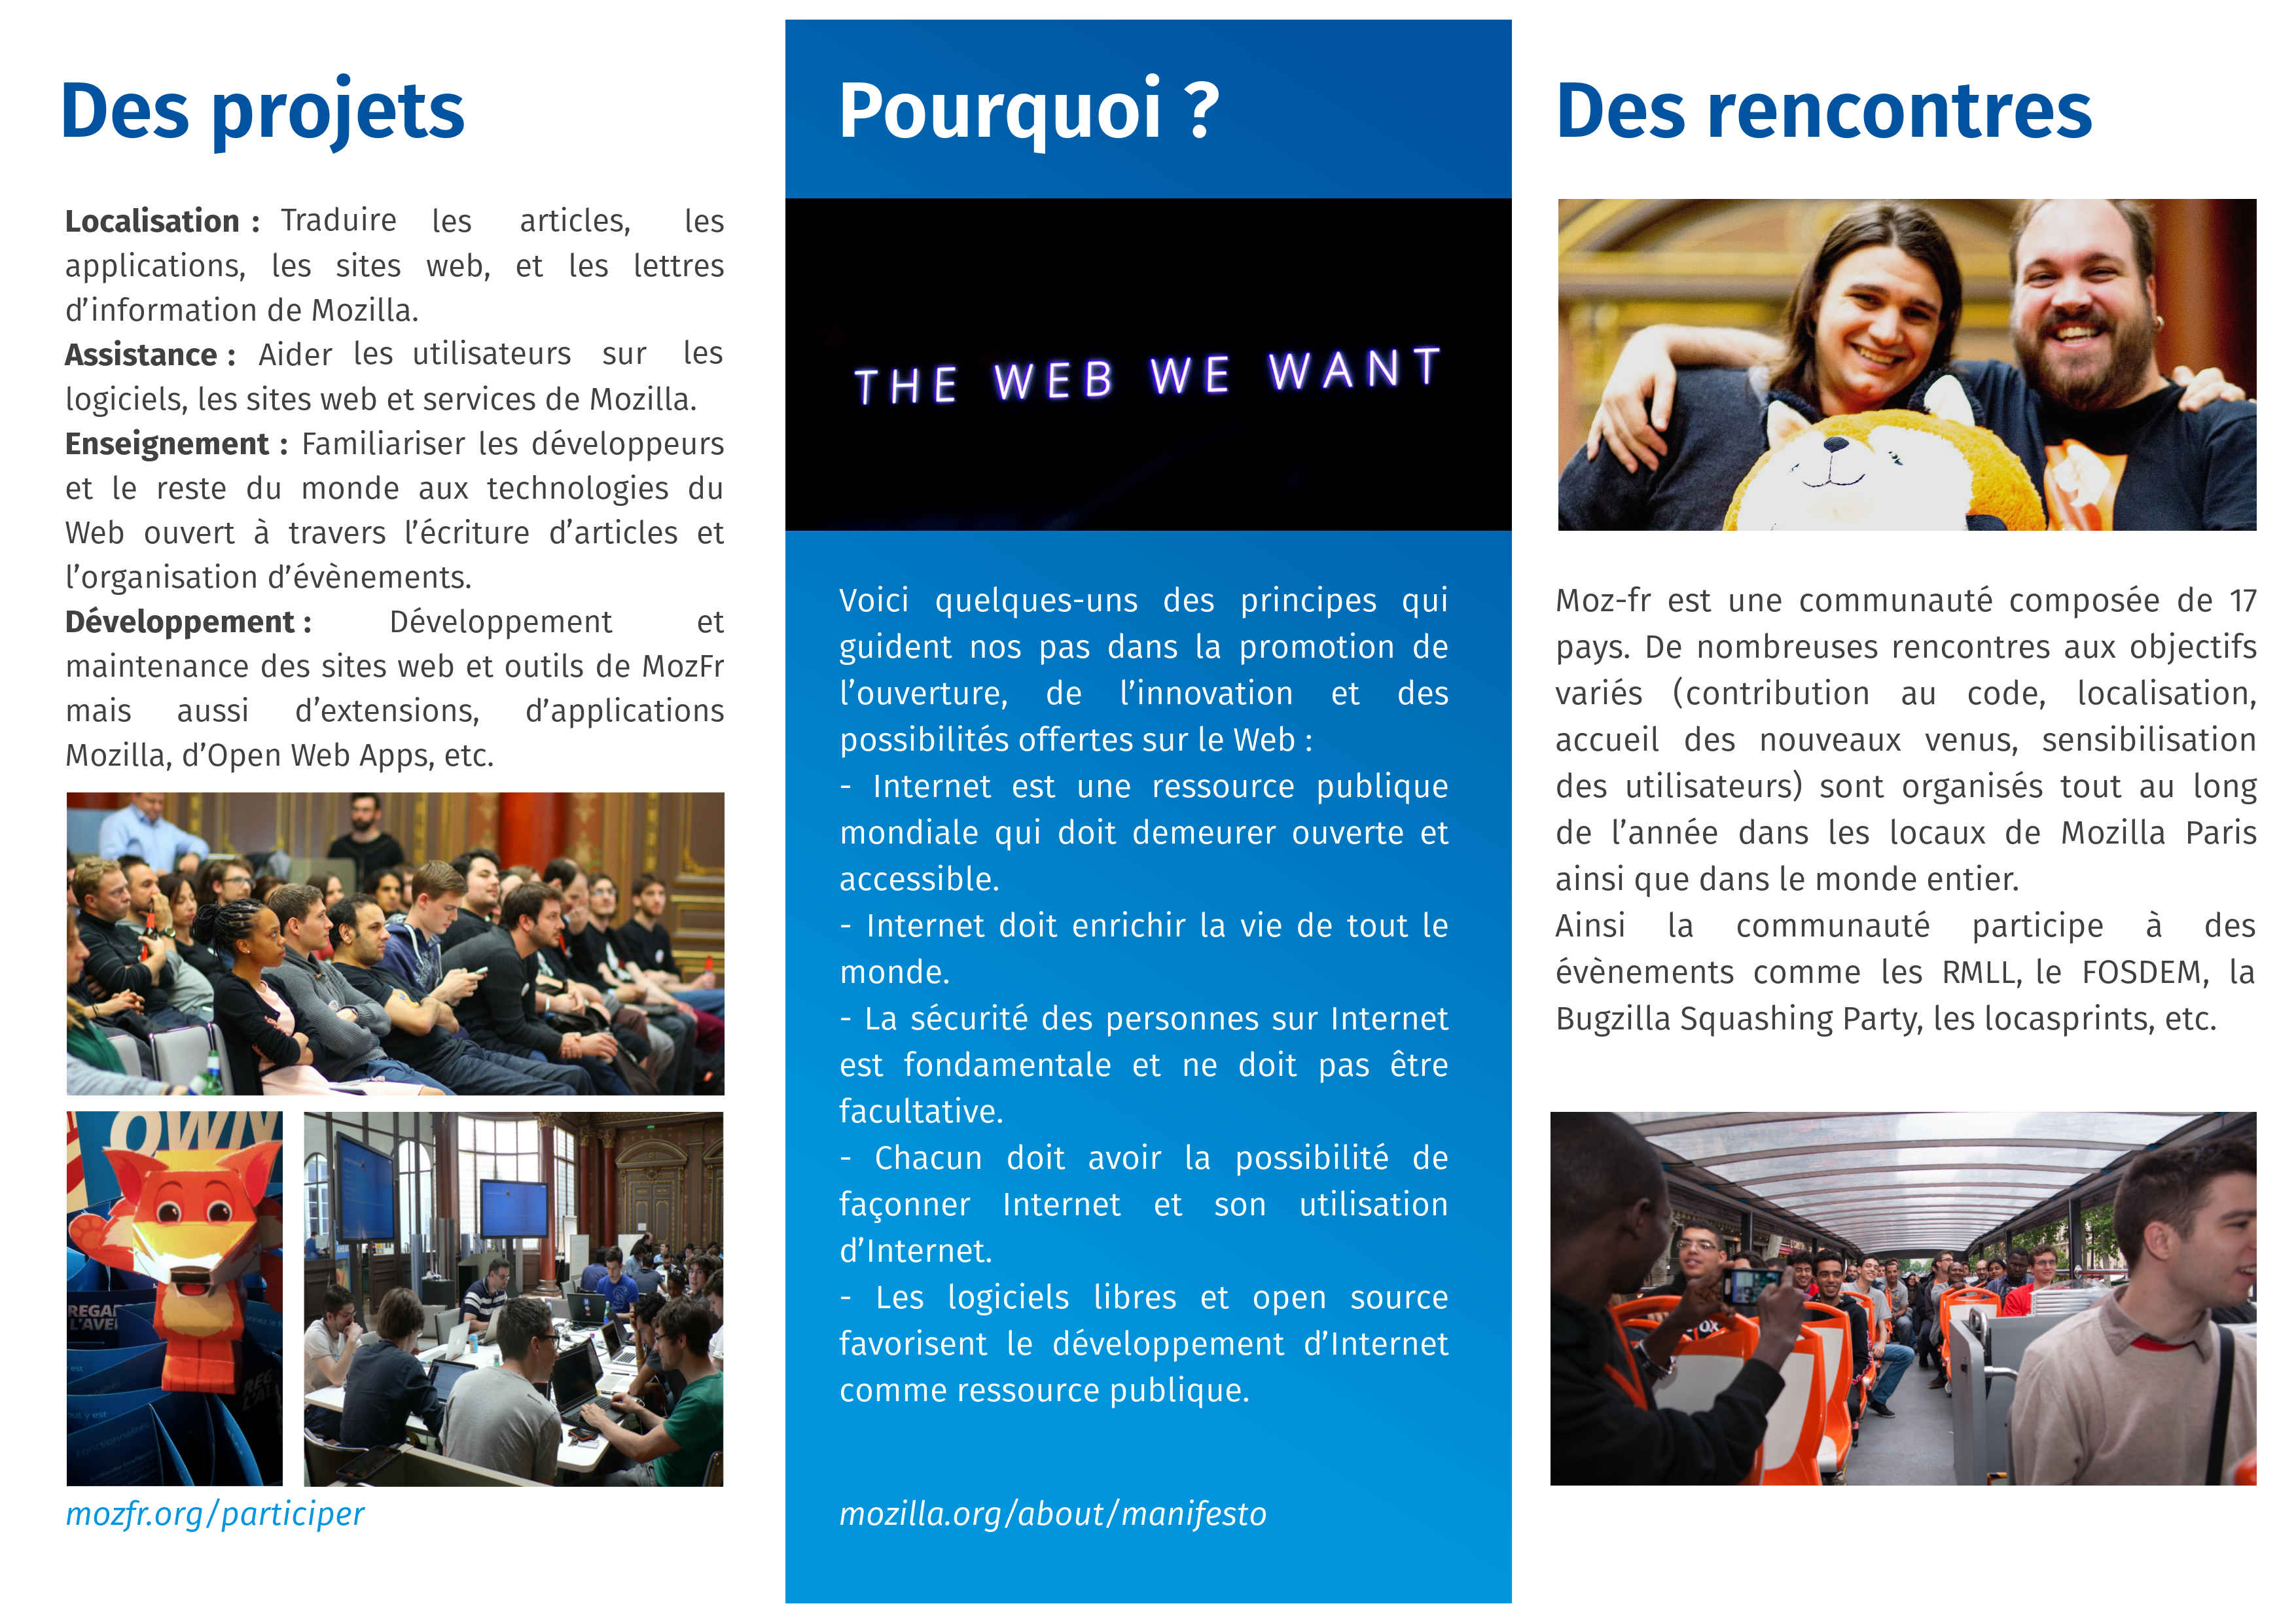 Des projets
Localisation : Traduire les articles, les
applications, les sites web, et les lettres
d’information de Mozilla.
Assistance : Aider les utilisateurs sur les
logiciels, les sites web et services de Mozilla.
Enseignement : Familiariser les développeurs
et le reste du monde aux technologies du
Web ouvert à travers l’écriture d’articles et
l’organisation d’évènements.
Développement : Développement et
maintenance des sites web et outils de MozFr
mais aussi d’extensions, d’applications
Mozilla, d’Open Web Apps, etc.
OWN
REGAR
L'AVE
mozfr.org/participer
Pourquoi ?
THE WEB WE WANT
Voici quelques-uns des principes qui
guident nos pas dans la promotion de
l’ouverture, de l’innovation et des
possibilités offertes sur le Web :
- Internet est une ressource publique
mondiale qui doit demeurer ouverte et
accessible.
- Internet doit enrichir la vie de tout le
monde.
- La sécurité des personnes sur Internet
est fondamentale et ne doit pas être
facultative.
- Chacun doit avoir la possibilité de
façonner Internet et son utilisation
d’Internet.
- Les logiciels libres et open source
favorisent le développement d’Internet
comme ressource publique.
mozilla.org/about/manifesto
Des rencontres
Moz-fr est une communauté composée de 17
pays. De nombreuses rencontres aux objectifs
variés (contribution au code, localisation,
accueil des nouveaux venus, sensibilisation
des utilisateurs) sont organisés tout au long
de l’année dans les locaux de Mozilla Paris
ainsi que dans le monde entier.
Ainsi la communauté participe à des
évènements comme les RMLL, le FOSDEM, la
Bugzilla Squashing Party, les locasprints, etc.